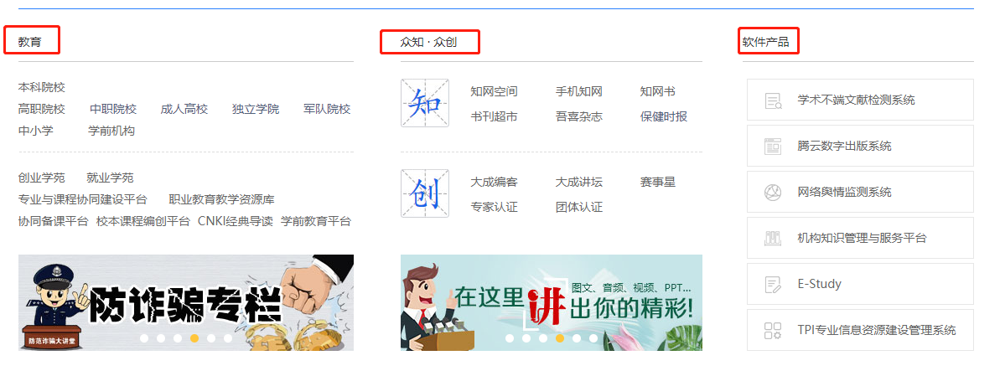 教育
本科院校
高职院校 中职院校 成人高校 独立学院 军队院校
中小学 学前机构
创业学苑 就业学苑
专业与课程协同建设平台 职业教育教学资源库
协同备课平台 校本课程编创平台 CNKI经典导读 学前教育平台
防诈骗专栏
防范诈骗大讲堂
众知 · 众创
知
知网空间 手机知网 知网书
书刊超市 吾喜杂志 保健时报
创
大成编客 大成讲坛 赛事星
专家认证 团体认证
图文、音频、视频、PPT...
在这里讲出你的精彩!
软件产品
学术不端文献检测系统
腾云数字出版系统
网络舆情监测系统
机构知识管理与服务平台
E-Study
TPI专业信息资源建设管理系统